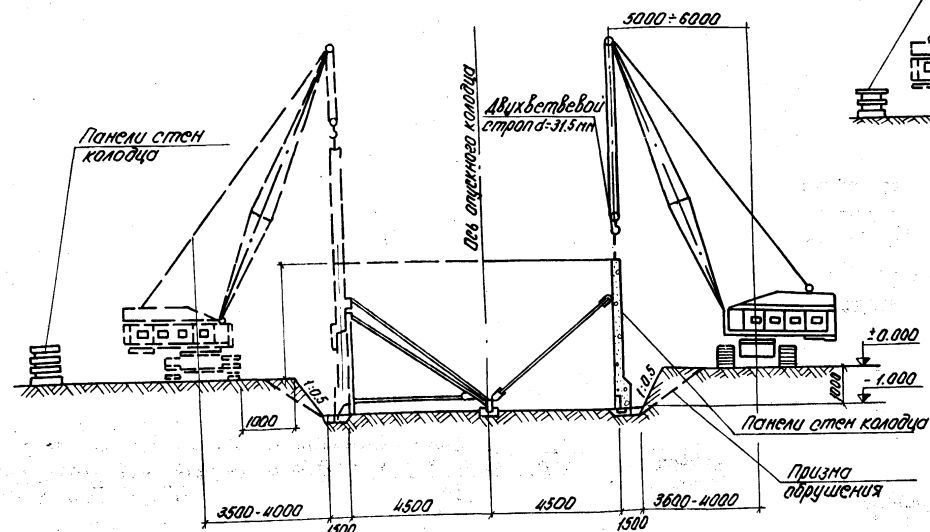 5000÷6000
Ось опускного колодца
Двухветвевой
строп d=31.5мм
Панели стен
колодца
±0.000
1:0.5
1:0.5
1000
-1.000
1000
Панели стен колодца
Призма
обрушения
3500-4000
4500
4500
3600-4000
1500
1500